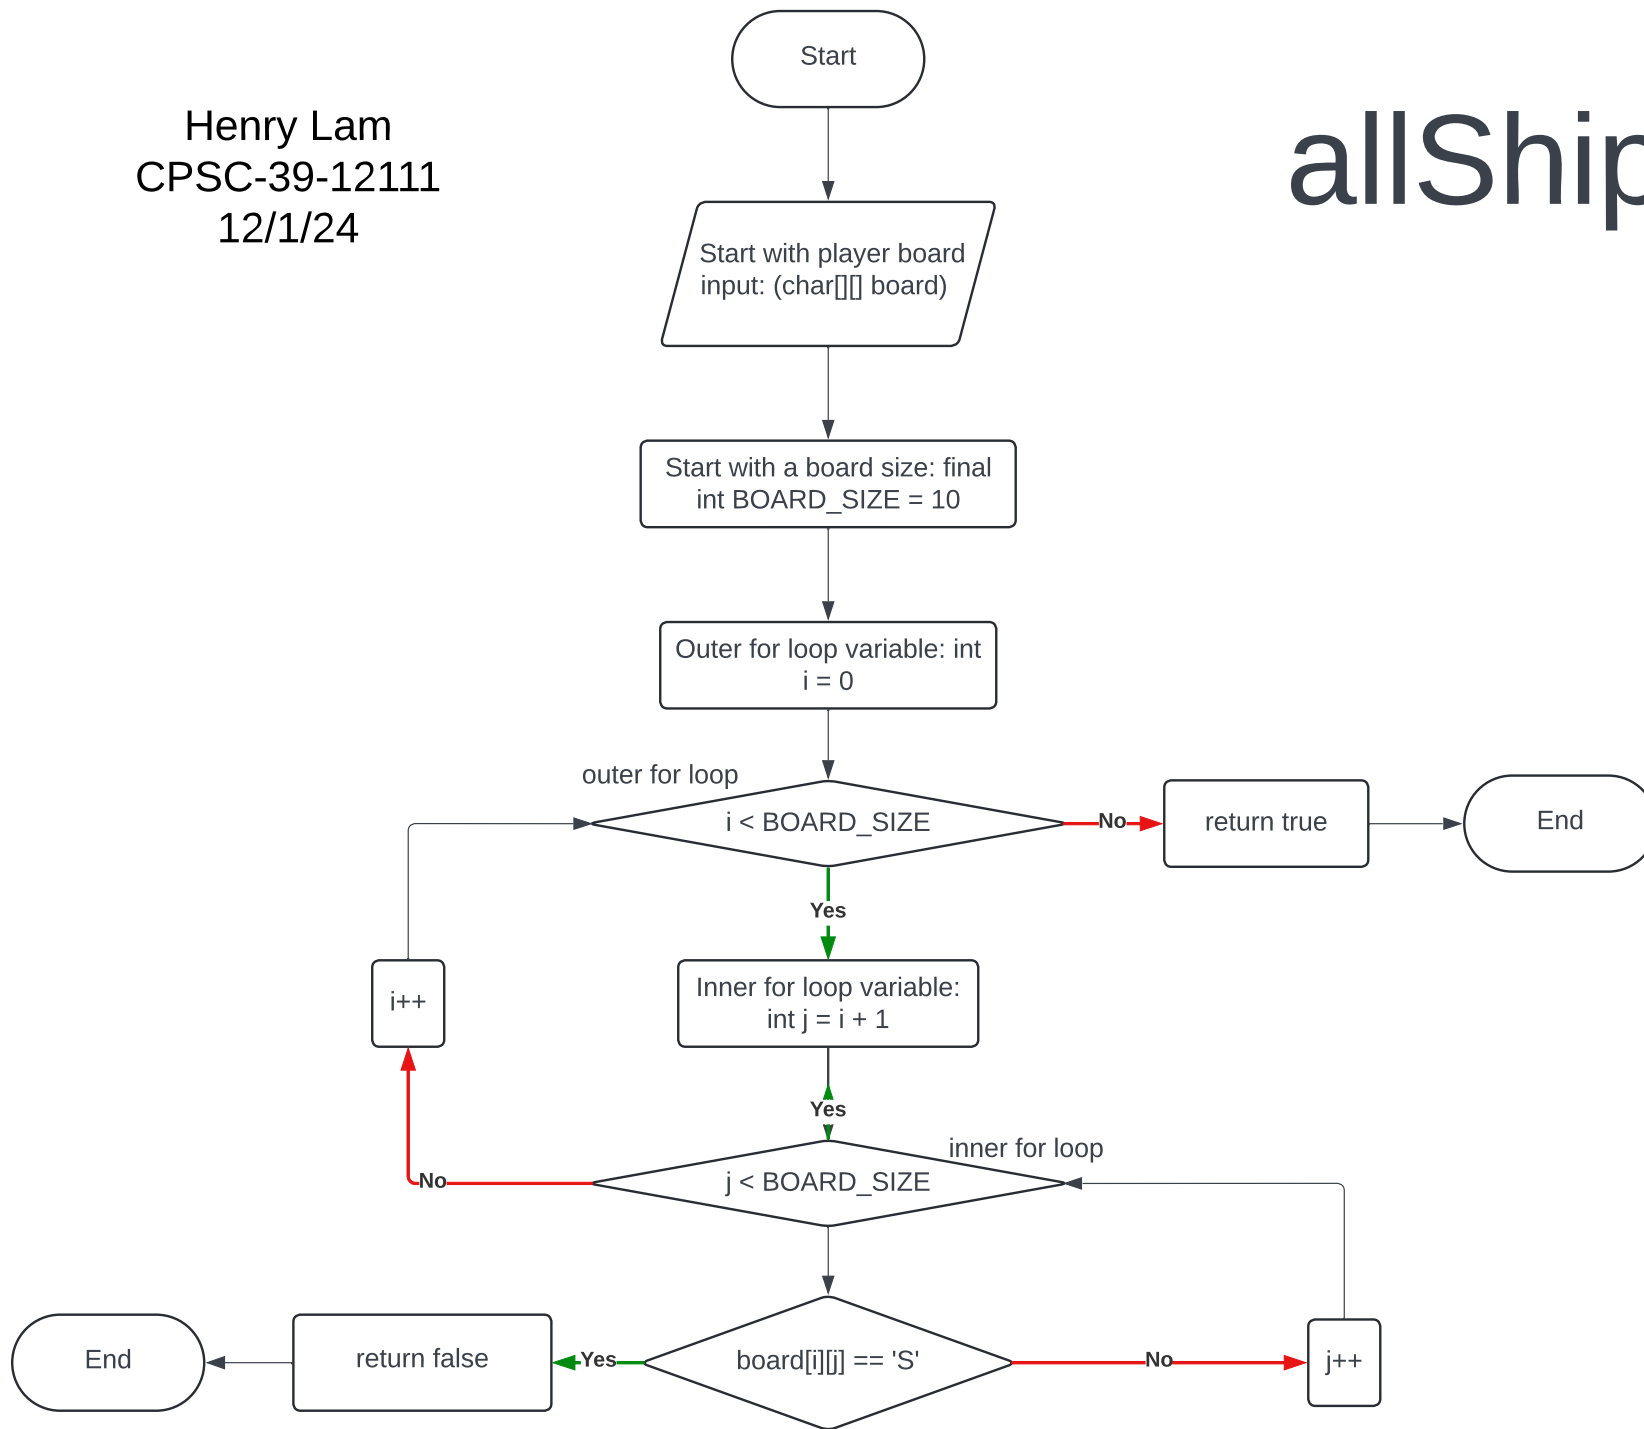 Start
Henry Lam
CPSC-39-12111
12/1/24
allShip
Start with player board
input: (char[][] board)
Start with a board size: final
int BOARD_SIZE = 10
Outer for loop variable: int
i = 0
outer for loop
i < BOARD_SIZE
No
return true
End
Yes
i++
Inner for loop variable:
int j = i + 1
Yes
inner for loop
j < BOARD_SIZE
No
End
return false
Yes
board[i][j] == 'S'
No
j++